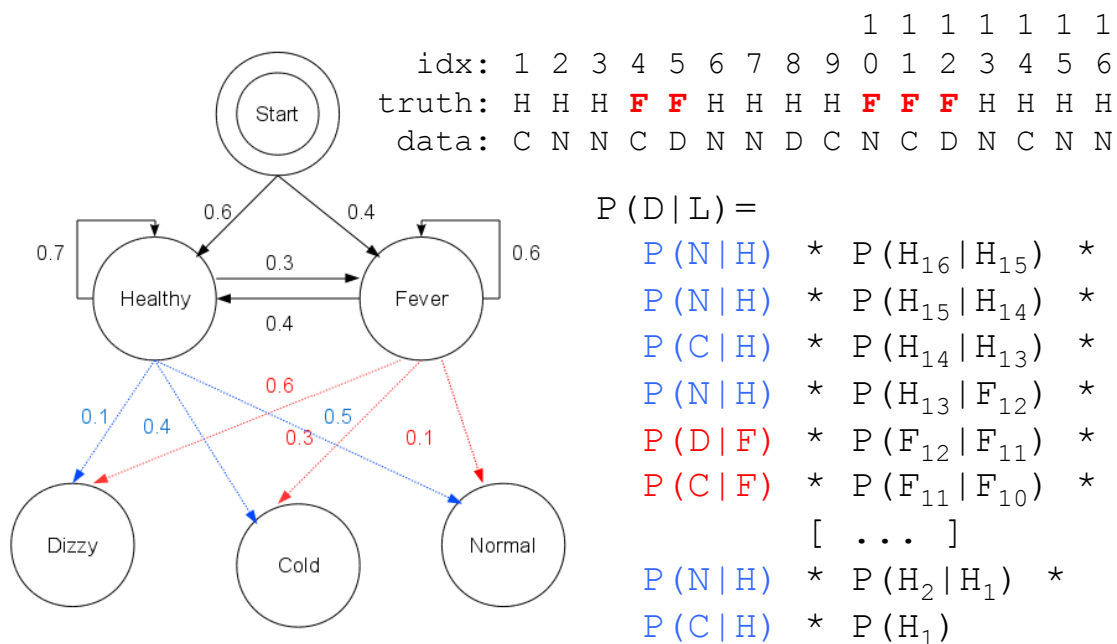 1 1 1 1 1 1 1
idx: 1 2 3 4 5 6 7 8 9 0 1 2 3 4 5 6
truth: H H H F F H H H H F F F H H H H
data: C N N C D N N D C N C D N C N N
Start
0.6
0.4
0.7
0.3
0.6
Healthy
Fever
0.4
0.6
0.1
0.4
0.5
0.3
0.1
Dizzy
Cold
Normal
P(D|L)=
P(N|H) * P(H₁₆|H₁₅) *
P(N|H) * P(H₁₅|H₁₄) *
P(C|H) * P(H₁₄|H₁₃) *
P(N|H) * P(H₁₃|F₁₂) *
P(D|F) * P(F₁₂|F₁₁) *
P(C|F) * P(F₁₁|F₁₀) *
[ ... ]
P(N|H) * P(H₂|H₁) *
P(C|H) * P(H₁)